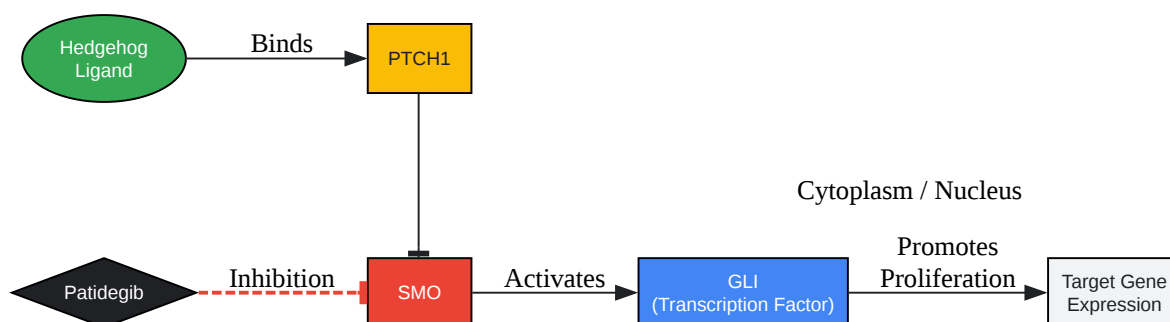 Hedgehog
Ligand
Binds
PTCH1
Cytoplasm / Nucleus
Patidegib
Inhibition
SMO
Activates
GLI
(Transcription Factor)
Promotes
Proliferation
Target Gene
Expression